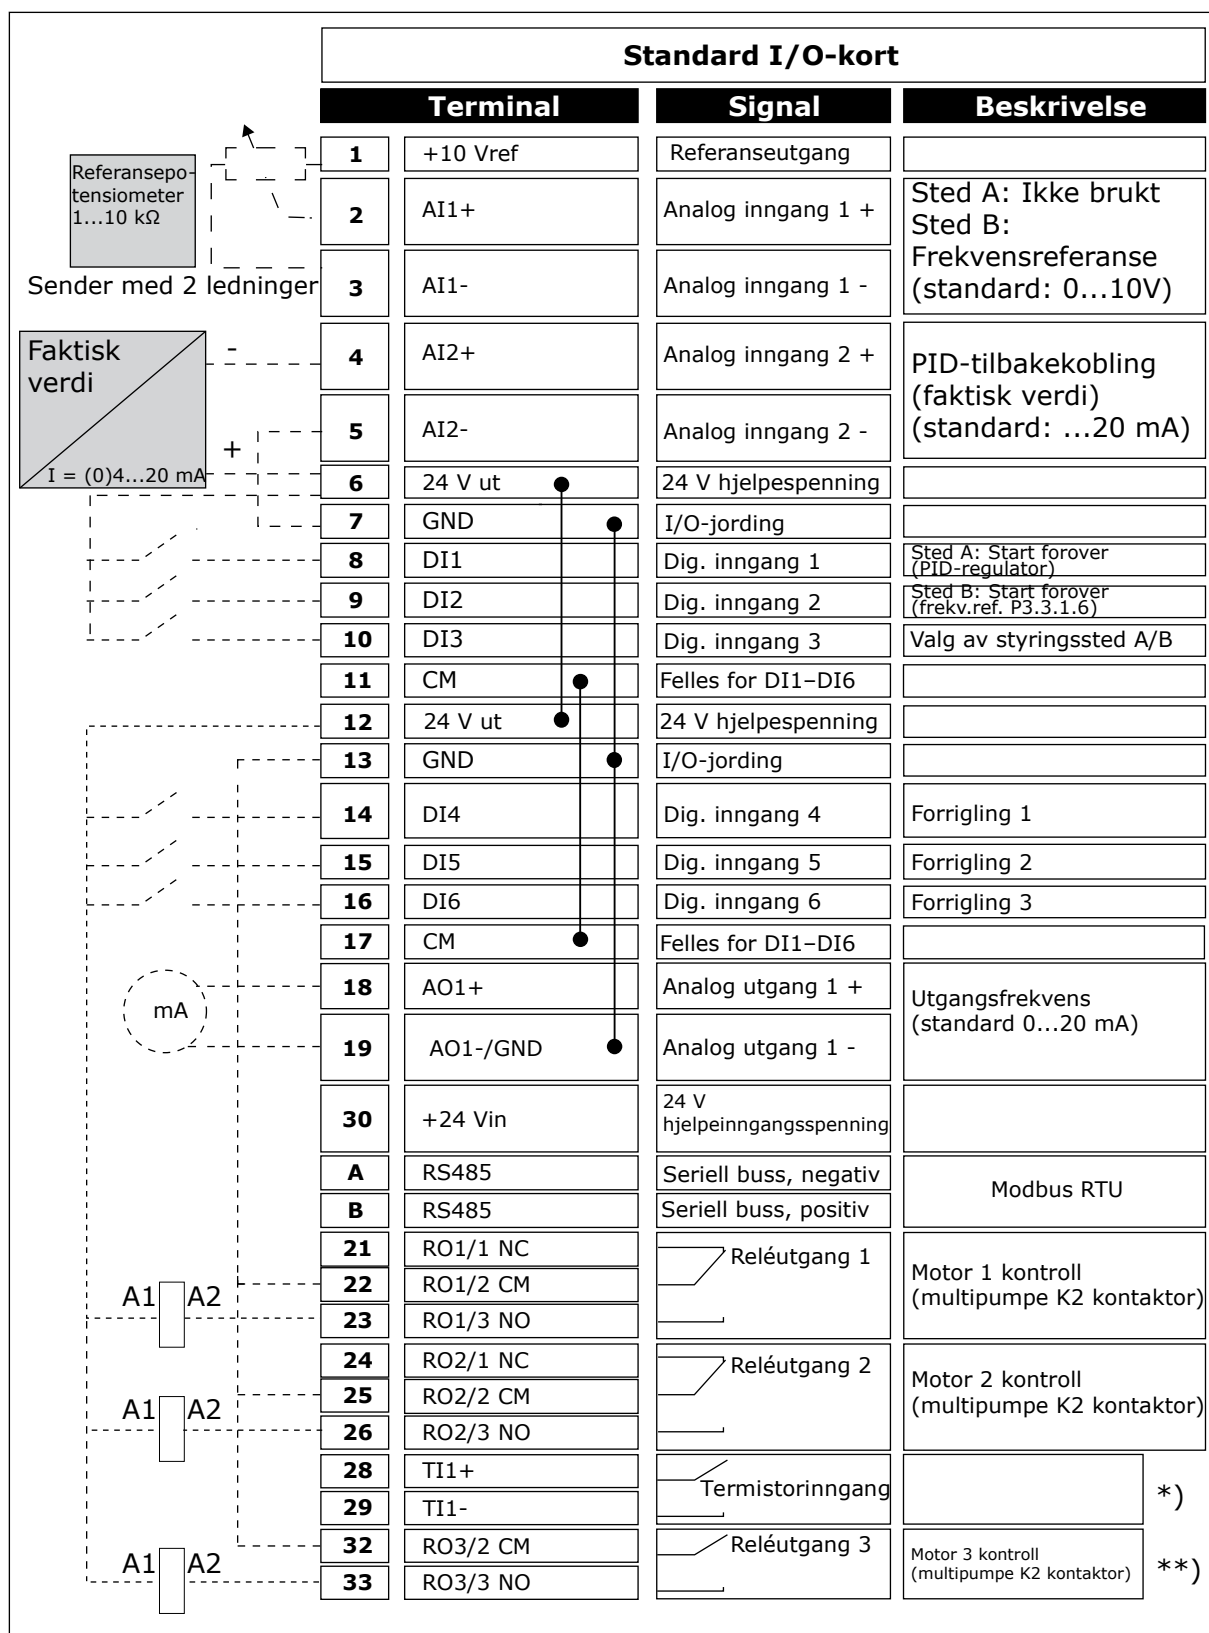 Standard I/O-kort
Terminal Signal Beskrivelse
Referansepo-
tensiometer
1...10 kΩ
1 +10 Vref Referanseutgang
2 AI1+ Analog inngang 1 +
Sted A: Ikke brukt
Sted B:
Frekvensreferanse
(standard: 0...10V)
Sender med 2 ledninger
3 AI1- Analog inngang 1 -
Faktisk
verdi
-
+
I = (0)4...20 mA
4 AI2+ Analog inngang 2 +
PID-tilbakekobling
(faktisk verdi)
(standard: ...20 mA)
5 AI2- Analog inngang 2 -
6 24 V ut 24 V hjelpespenning
7 GND I/O-jording
8 DI1 Dig. inngang 1
Sted A: Start forover
(PID-regulator)
9 DI2 Dig. inngang 2
Sted B: Start forover
(frekv.ref. P3.3.1.6)
10 DI3 Dig. inngang 3 Valg av styringssted A/B
11 CM Felles for DI1–DI6
12 24 V ut 24 V hjelpespenning
13 GND I/O-jording
14 DI4 Dig. inngang 4 Forrigling 1
15 DI5 Dig. inngang 5 Forrigling 2
16 DI6 Dig. inngang 6 Forrigling 3
17 CM Felles for DI1–DI6
mA
18 AO1+ Analog utgang 1 +
Utgangsfrekvens
(standard 0...20 mA)
19 AO1-/GND Analog utgang 1 -
30 +24 Vin
24 V
hjelpeinngangsspenning
A RS485 Seriell buss, negativ
Modbus RTU
B RS485 Seriell buss, positiv
21 RO1/1 NC Reléutgang 1
22 RO1/2 CM
Motor 1 kontroll
(multipumpe K2 kontaktor)
A1 A2
23 RO1/3 NO
24 RO2/1 NC Reléutgang 2
25 RO2/2 CM
Motor 2 kontroll
(multipumpe K2 kontaktor)
A1 A2
26 RO2/3 NO
28 TI1+
Termistorinngang *)
29 TI1-
32 RO3/2 CM Reléutgang 3
Motor 3 kontroll
(multipumpe K2 kontaktor) **)
A1 A2
33 RO3/3 NO